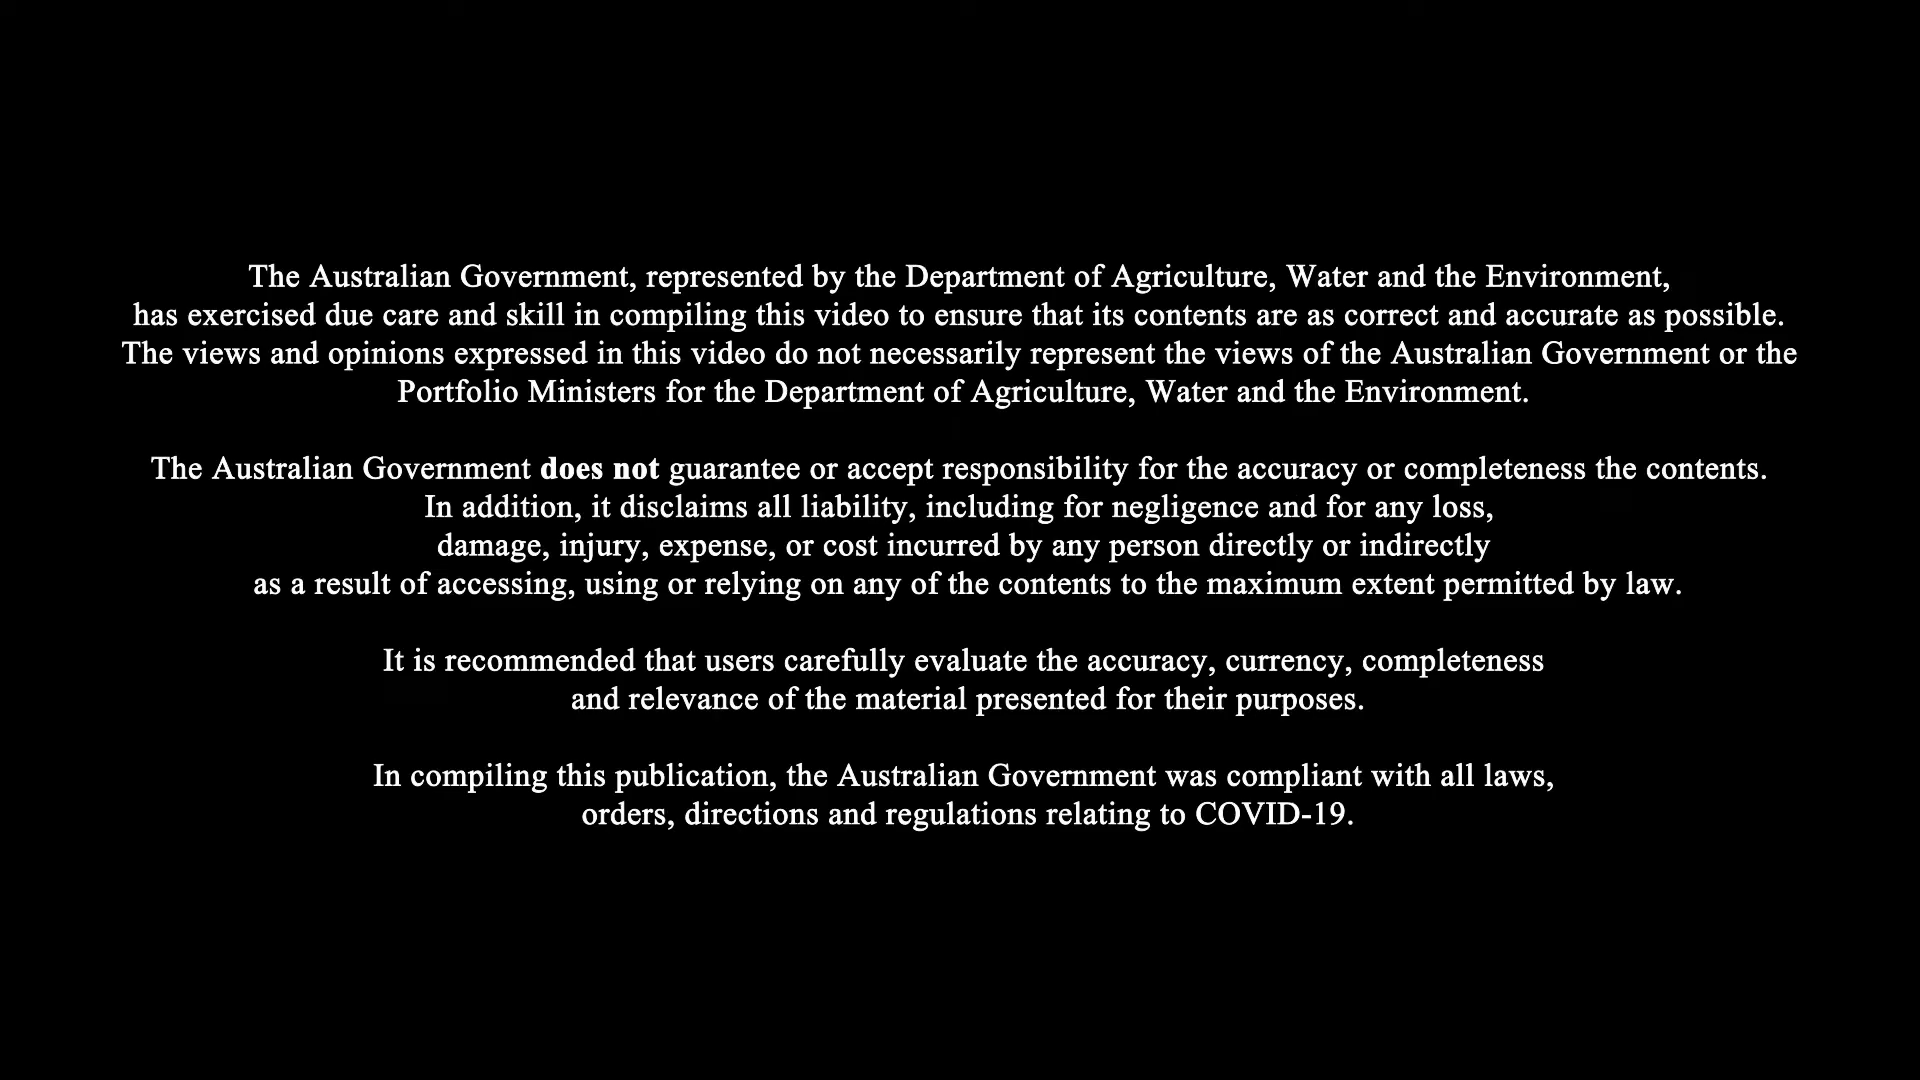 The Australian Government, represented by the Department of Agriculture, Water and the Environment,
has exercised due care and skill in compiling this video to ensure that its contents are as correct and accurate as possible.
The views and opinions expressed in this video do not necessarily represent the views of the Australian Government or the
Portfolio Ministers for the Department of Agriculture, Water and the Environment.
The Australian Government does not guarantee or accept responsibility for the accuracy or completeness the contents.
In addition, it disclaims all liability, including for negligence and for any loss,
damage, injury, expense, or cost incurred by any person directly or indirectly
as a result of accessing, using or relying on any of the contents to the maximum extent permitted by law.
It is recommended that users carefully evaluate the accuracy, currency, completeness
and relevance of the material presented for their purposes.
In compiling this publication, the Australian Government was compliant with all laws,
orders, directions and regulations relating to COVID-19.